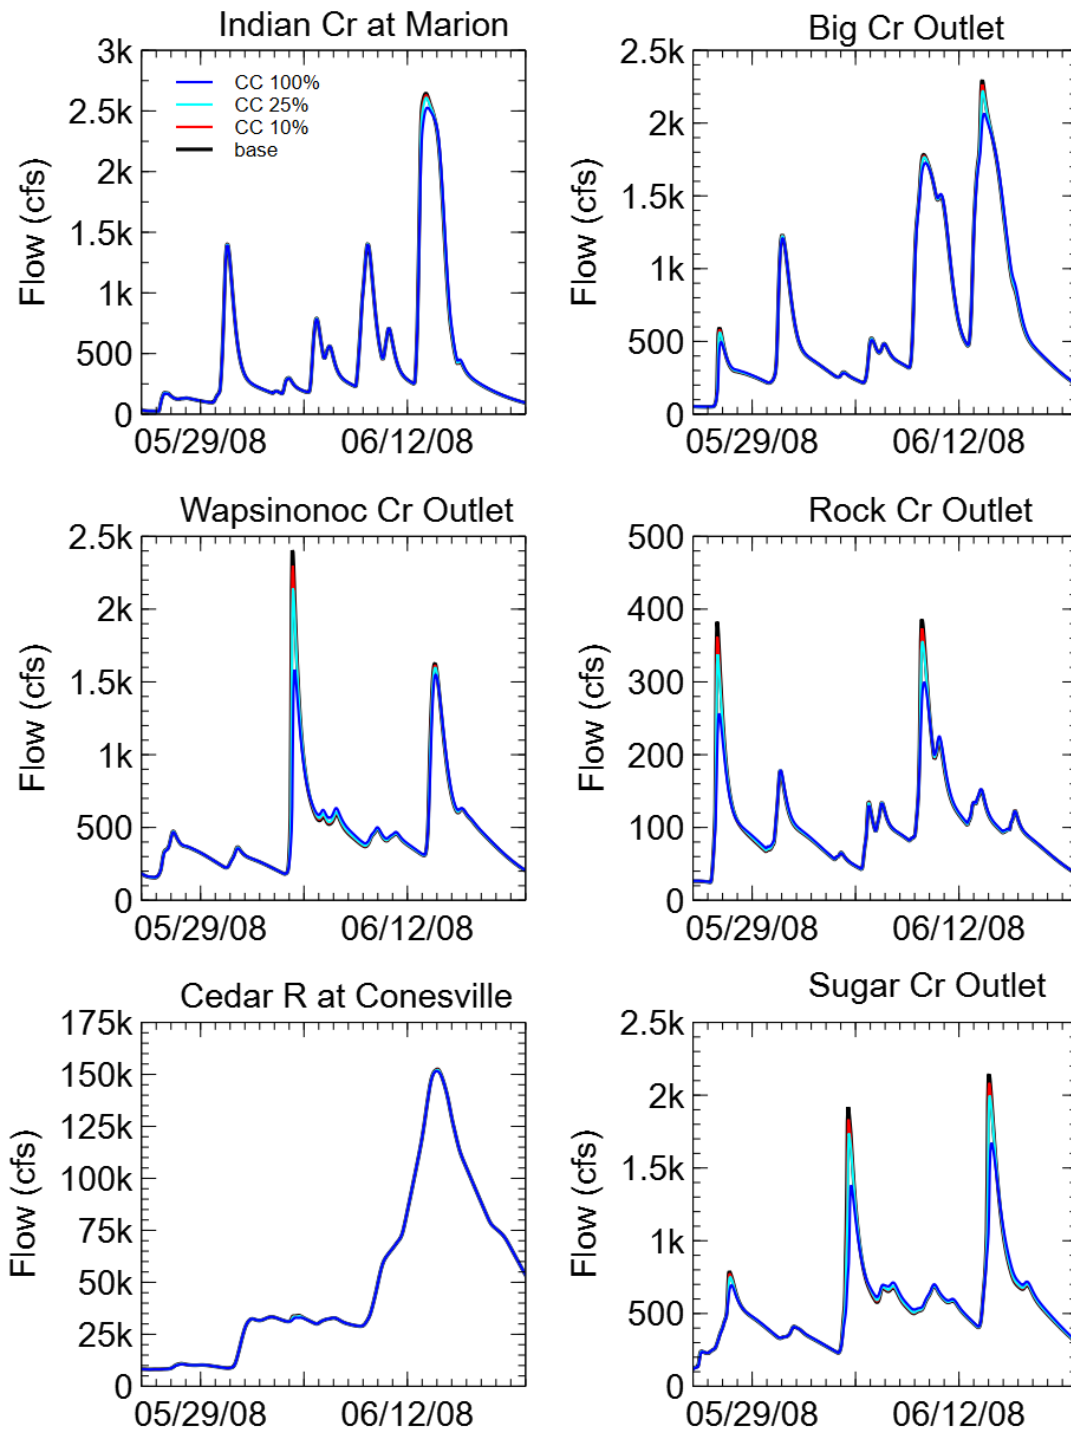 Indian Cr at Marion
3k
2.5k
2k
1.5k
1k
500
0
Flow (cfs)
CC 100%
CC 25%
CC 10%
base
05/29/08 06/12/08
Big Cr Outlet
2.5k
2k
1.5k
1k
500
0
Flow (cfs)
05/29/08 06/12/08
Wapsinonoc Cr Outlet
2.5k
2k
1.5k
1k
500
0
Flow (cfs)
05/29/08 06/12/08
Rock Cr Outlet
500
400
300
200
100
0
Flow (cfs)
05/29/08 06/12/08
Cedar R at Conesville
175k
150k
125k
100k
75k
50k
25k
0
Flow (cfs)
05/29/08 06/12/08
Sugar Cr Outlet
2.5k
2k
1.5k
1k
500
0
Flow (cfs)
05/29/08 06/12/08